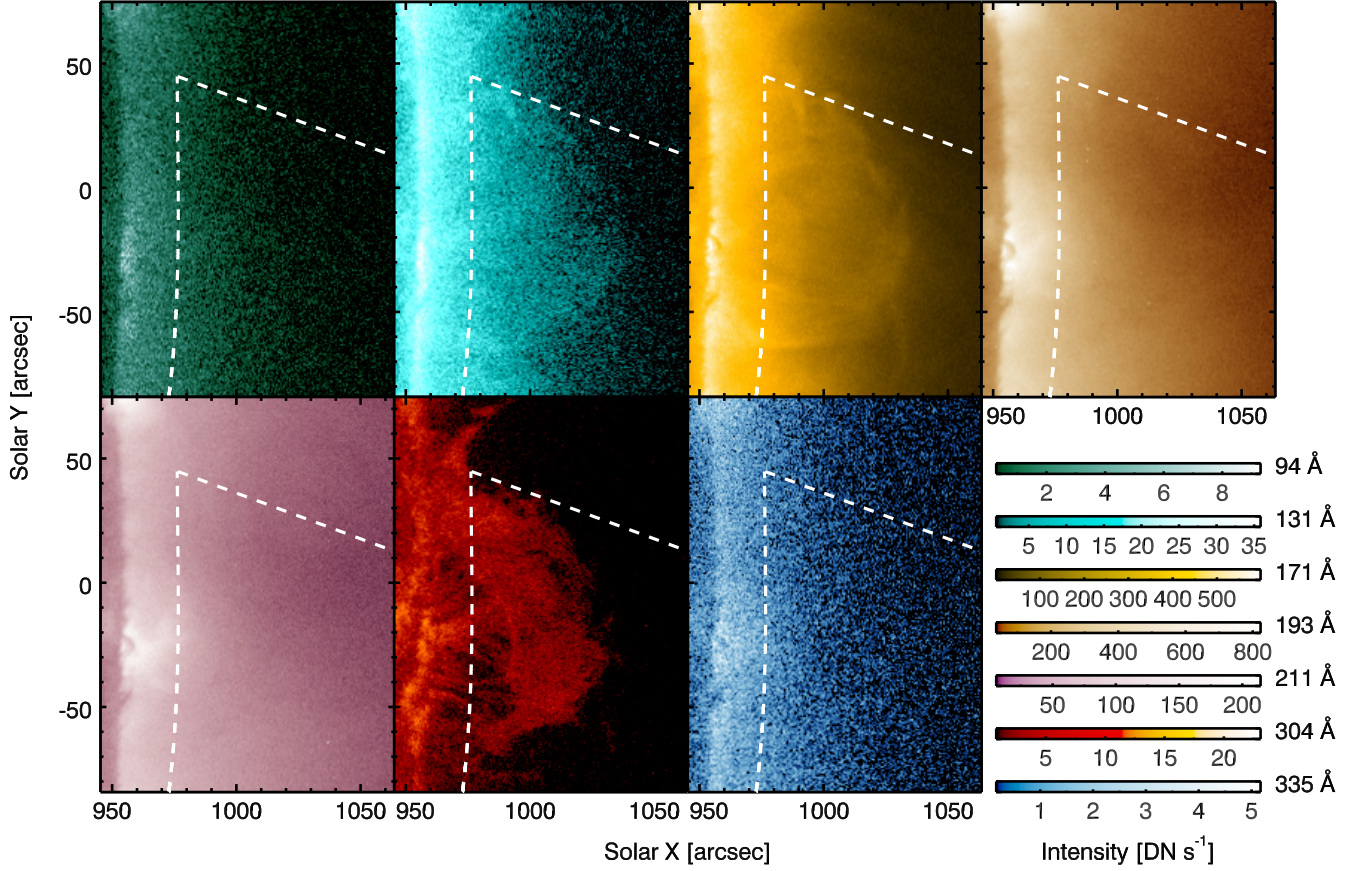 50
0
-50
950 1000 1050
50
0
-50
950 1000 1050
950 1000 1050
950 1000 1050
Solar Y [arcsec]
Solar X [arcsec]
94 Å
2 4 6 8
131 Å
5 10 15 20 25 30 35
171 Å
100 200 300 400 500
193 Å
200 400 600 800
211 Å
50 100 150 200
304 Å
5 10 15 20
335 Å
1 2 3 4 5
Intensity [DN s⁻¹]